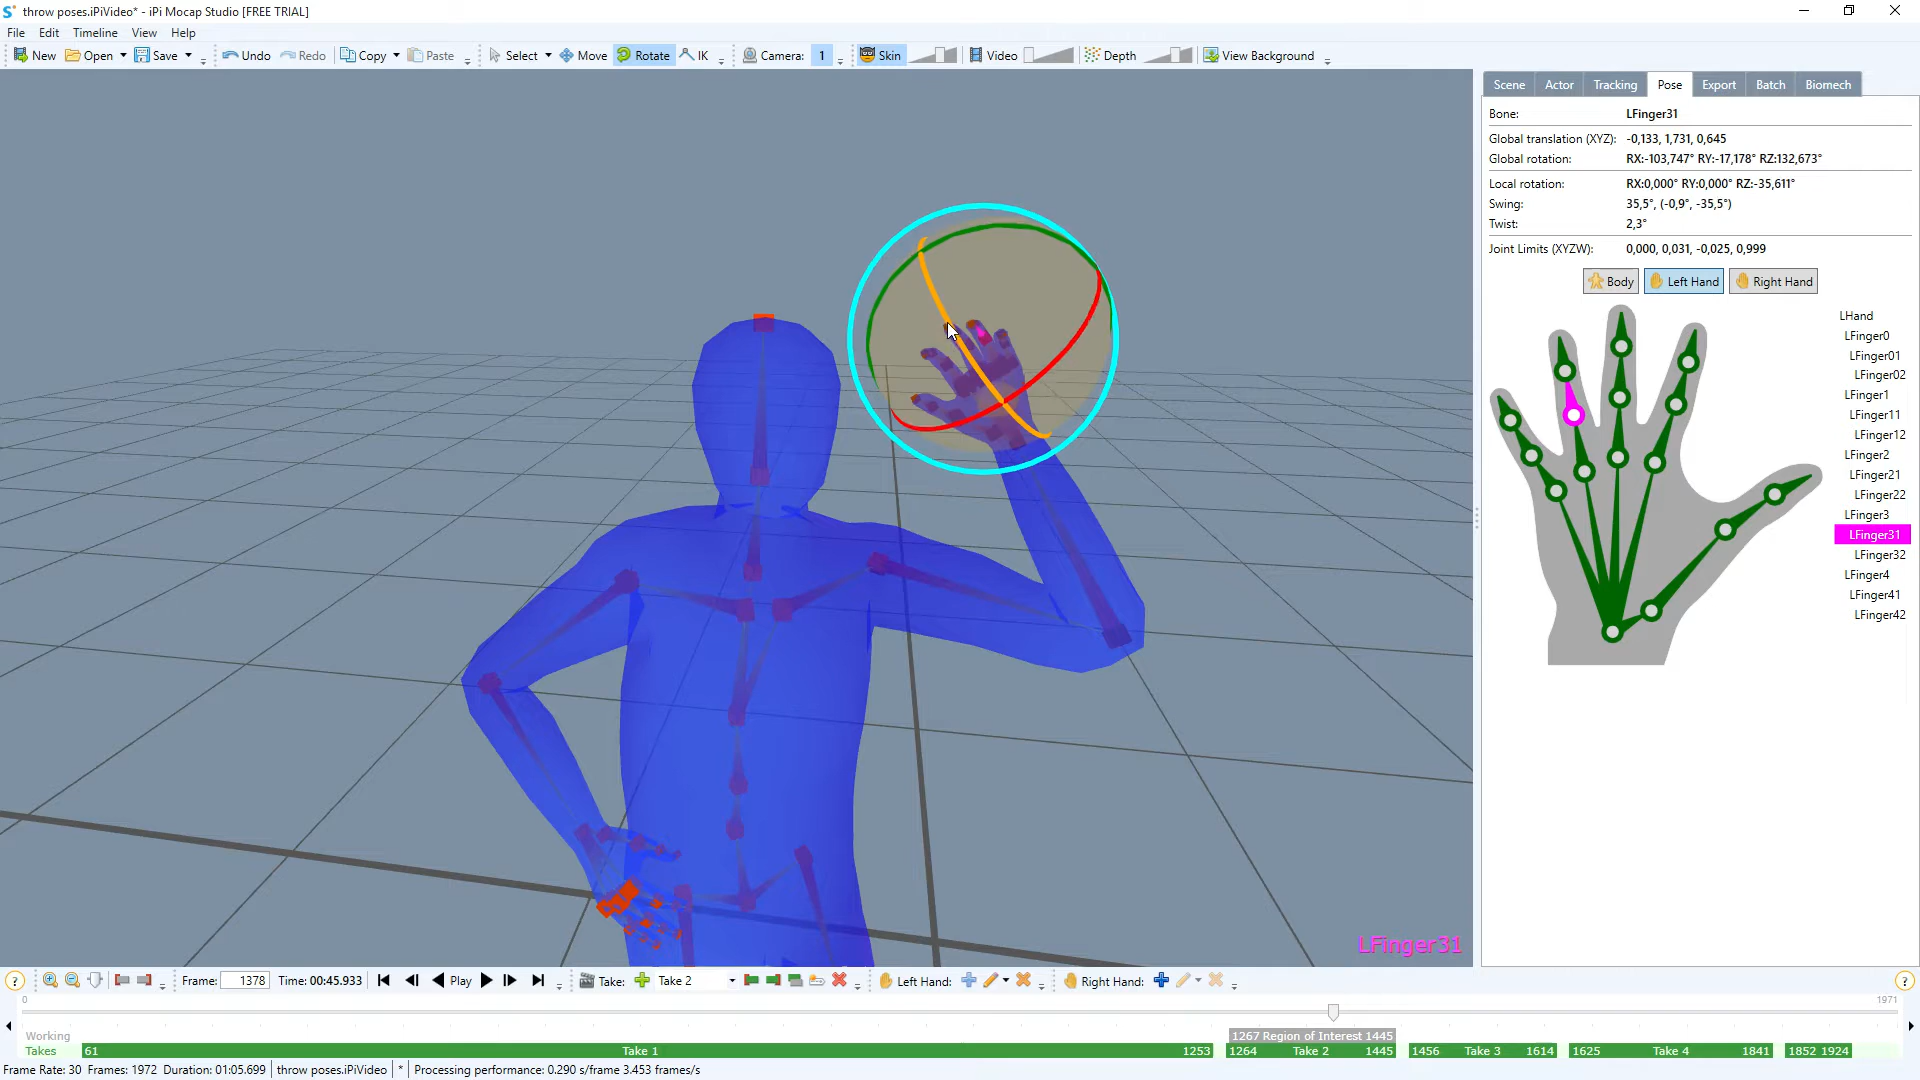 throw poses.iPiVideo* - iPi Mocap Studio [FREE TRIAL]
File Edit Timeline View Help
New Open Save Undo Redo Copy Paste Select Move Rotate IK Camera: 1 Skin Video Depth View Background
Scene Actor Tracking Pose Export Batch Biomech
Bone: LFinger31
Global translation (XYZ): -0,133, 1,731, 0,645
Global rotation: RX:-103,747° RY:-17,178° RZ:132,673°
Local rotation: RX:0,000° RY:0,000° RZ:-35,611°
Swing: 35,5°, (-0,9°, -35,5°)
Twist: 2,3°
Joint Limits (XYZW): 0,000, 0,031, -0,025, 0,999
Body Left Hand Right Hand
LHand
LFinger0
LFinger01
LFinger02
LFinger1
LFinger11
LFinger12
LFinger2
LFinger21
LFinger22
LFinger3
LFinger31
LFinger32
LFinger4
LFinger41
LFinger42
LFinger31
? Frame: 1378 Time: 00:45.933 Play Take: Take 2 Left Hand: Right Hand: ?
0 1971
Working 1267 Region of Interest 1445
Takes 61 Take 1 1253 1264 Take 2 1445 1456 Take 3 1614 1625 Take 4 1841 1852 1924
Frame Rate: 30 Frames: 1972 Duration: 01:05.699 throw poses.iPiVideo * Processing performance: 0.290 s/frame 3.453 frames/s